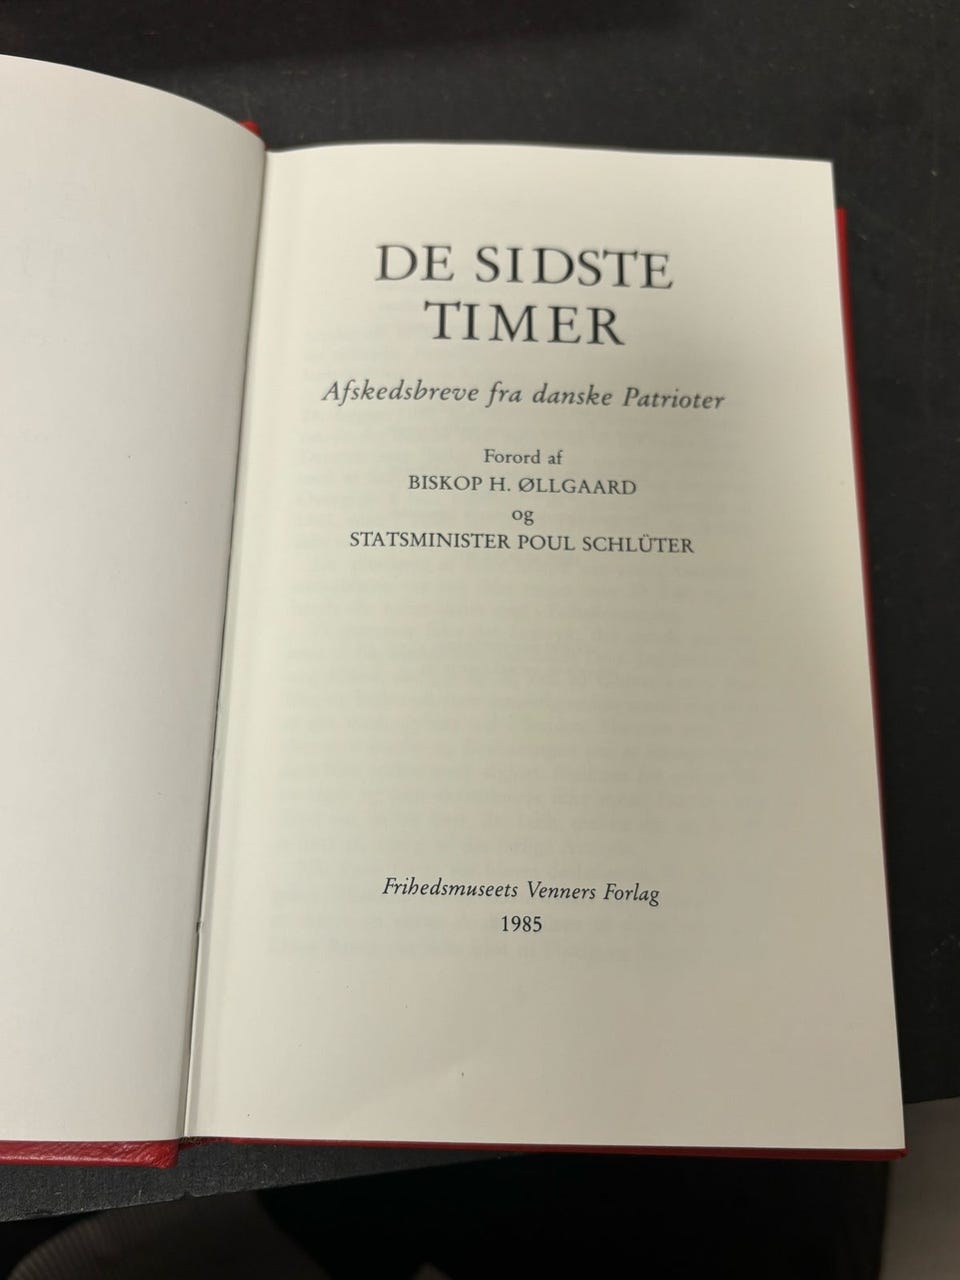 DE SIDSTE
TIMER
Afskedsbreve fra danske Patrioter
Forord af
BISKOP H. ØLLGAARD
og
STATSMINISTER POUL SCHLÜTER
Frihedsmuseets Venners Forlag
1985